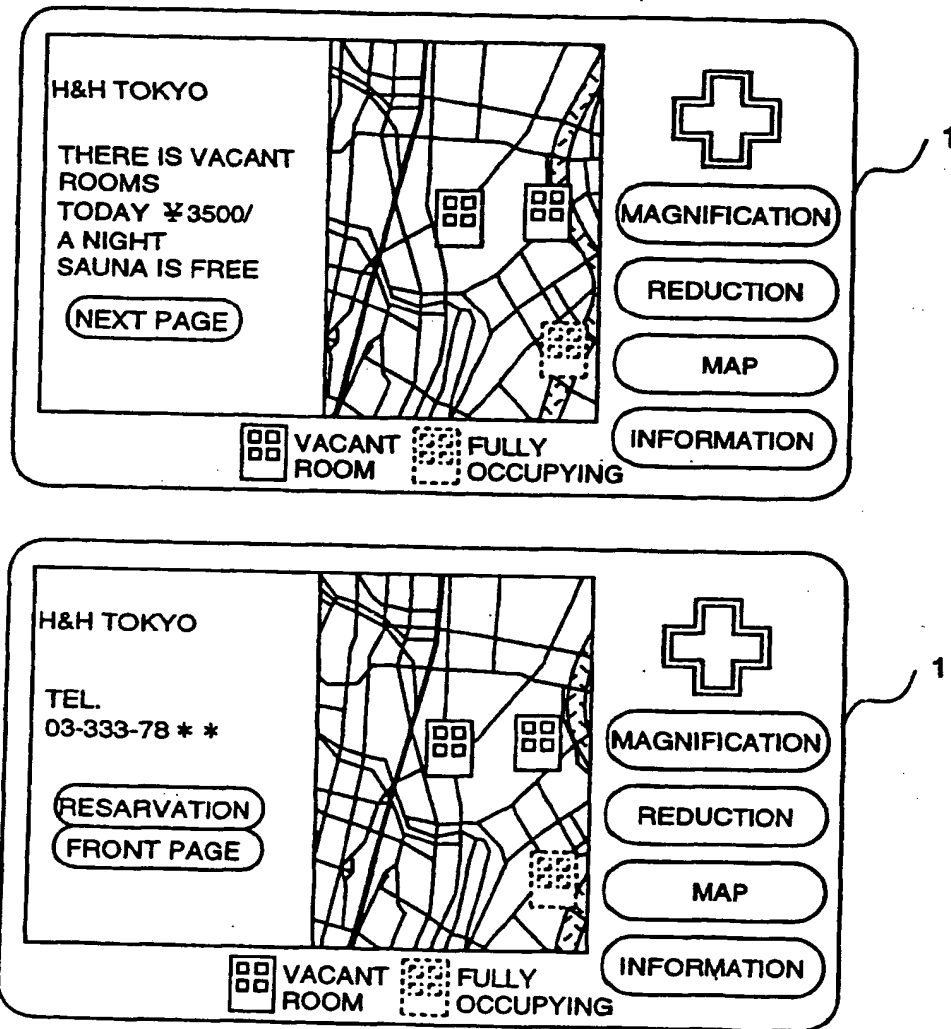 H&H TOKYO
THERE IS VACANT
ROOMS
TODAY ¥3500/
A NIGHT
SAUNA IS FREE
NEXT PAGE
MAGNIFICATION
REDUCTION
MAP
INFORMATION
VACANT
ROOM
FULLY
OCCUPYING
1
H&H TOKYO
TEL.
03-333-78 * *
RESARVATION
FRONT PAGE
MAGNIFICATION
REDUCTION
MAP
INFORMATION
VACANT
ROOM
FULLY
OCCUPYING
1